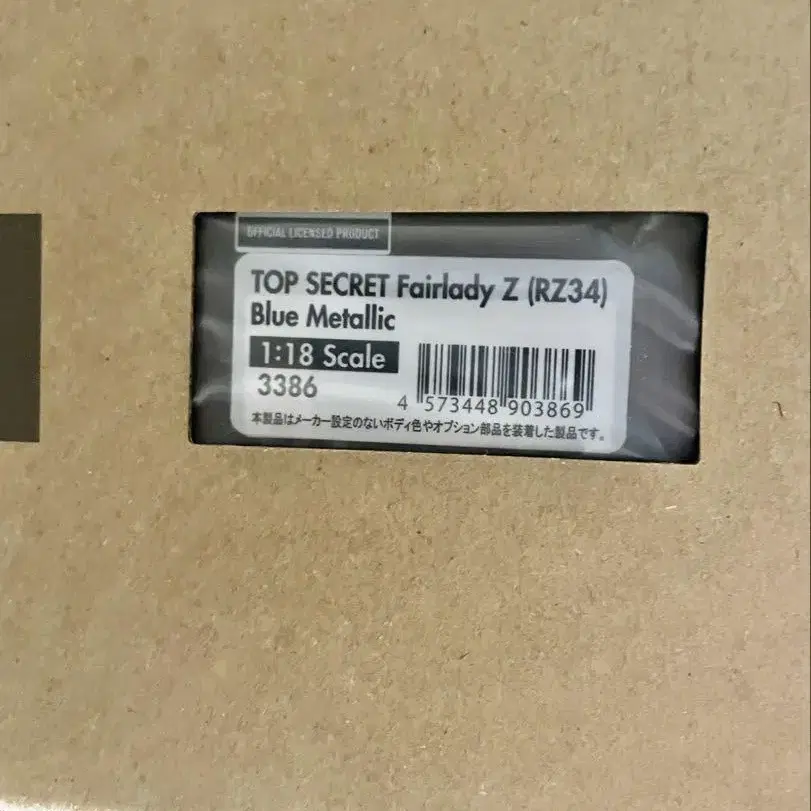 OFFICIAL LICENSED PRODUCT
TOP SECRET Fairlady Z (RZ34)
Blue Metallic
1:18 Scale
3386
4 573448 903869
本製品はメーカー設定のないボディ色やオプション部品を装着した製品です。